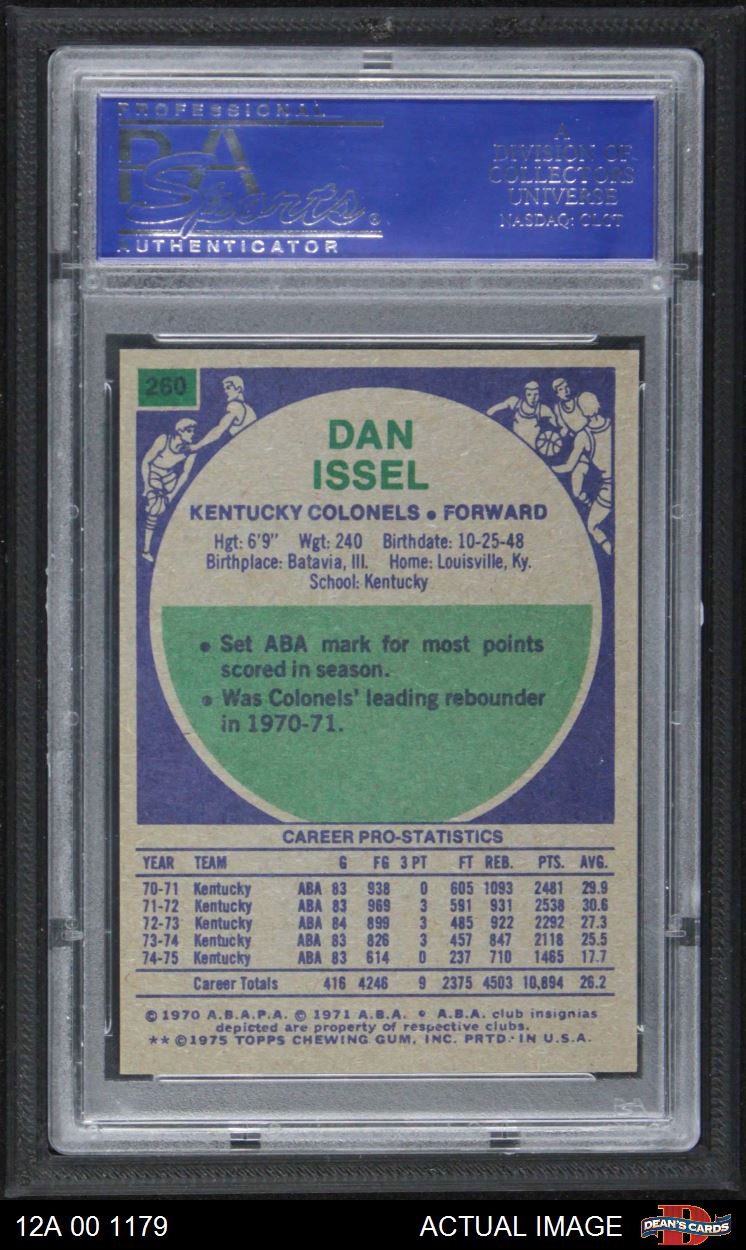 PROFESSIONAL
PSA
Sports ®
AUTHENTICATOR
A
DIVISION OF
COLLECTORS
UNIVERSE
NASDAQ: CLCT
260
DAN
ISSEL
KENTUCKY COLONELS • FORWARD
Hgt: 6'9" Wgt: 240 Birthdate: 10-25-48
Birthplace: Batavia, Ill. Home: Louisville, Ky.
School: Kentucky
• Set ABA mark for most points
scored in season.
• Was Colonels' leading rebounder
in 1970-71.
CAREER PRO-STATISTICS
YEAR TEAM G FG 3 PT FT REB. PTS. AVG.
70-71 Kentucky ABA 83 938 0 605 1093 2481 29.9
71-72 Kentucky ABA 83 969 3 591 931 2538 30.6
72-73 Kentucky ABA 84 899 3 485 922 2292 27.3
73-74 Kentucky ABA 83 826 3 457 847 2118 25.5
74-75 Kentucky ABA 83 614 0 237 710 1465 17.7
Career Totals 416 4246 9 2375 4503 10,894 26.2
© 1970 A.B.A.P.A. © 1971 A.B.A. • A.B.A. club insignias
depicted are property of respective clubs.
** © 1975 TOPPS CHEWING GUM, INC. PRTD. IN U.S.A.
12A 00 1179
ACTUAL IMAGE
DEAN'S CARDS